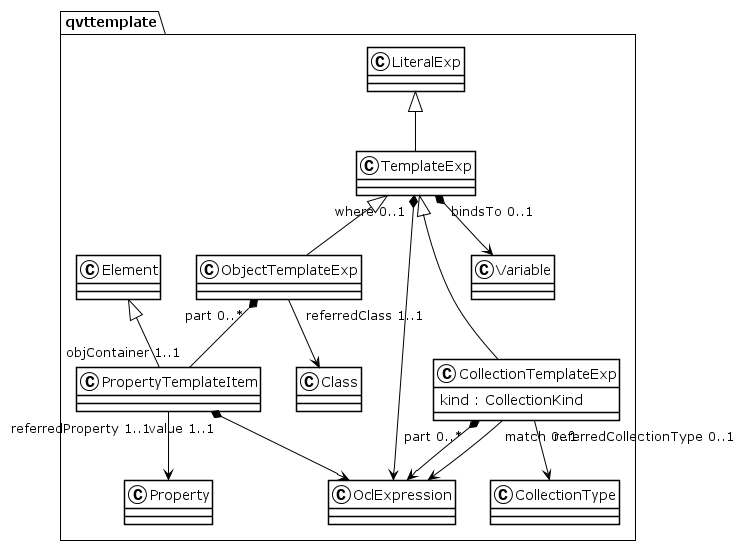 qvttemplate
C LiteralExp
C TemplateExp
where 0..1
bindsTo 0..1
C Element
C ObjectTemplateExp
C Variable
part 0..*
referredClass 1..1
objContainer 1..1
C PropertyTemplateItem
C Class
C CollectionTemplateExp
kind : CollectionKind
referredProperty 1..1
value 1..1
part 0..*
match 0..1
referredCollectionType 0..1
C Property
C OclExpression
C CollectionType